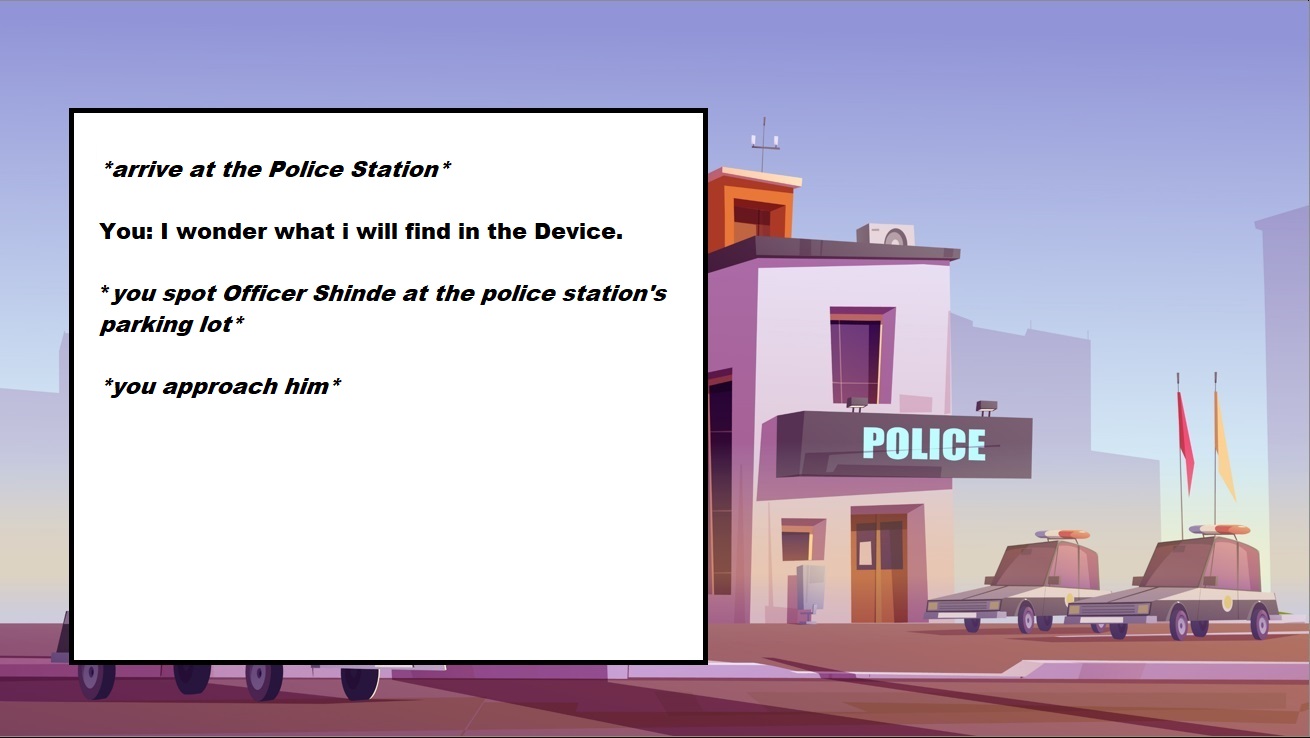 *arrive at the Police Station*
You: I wonder what i will find in the Device.
*you spot Officer Shinde at the police station's
parking lot*
*you approach him*
POLICE